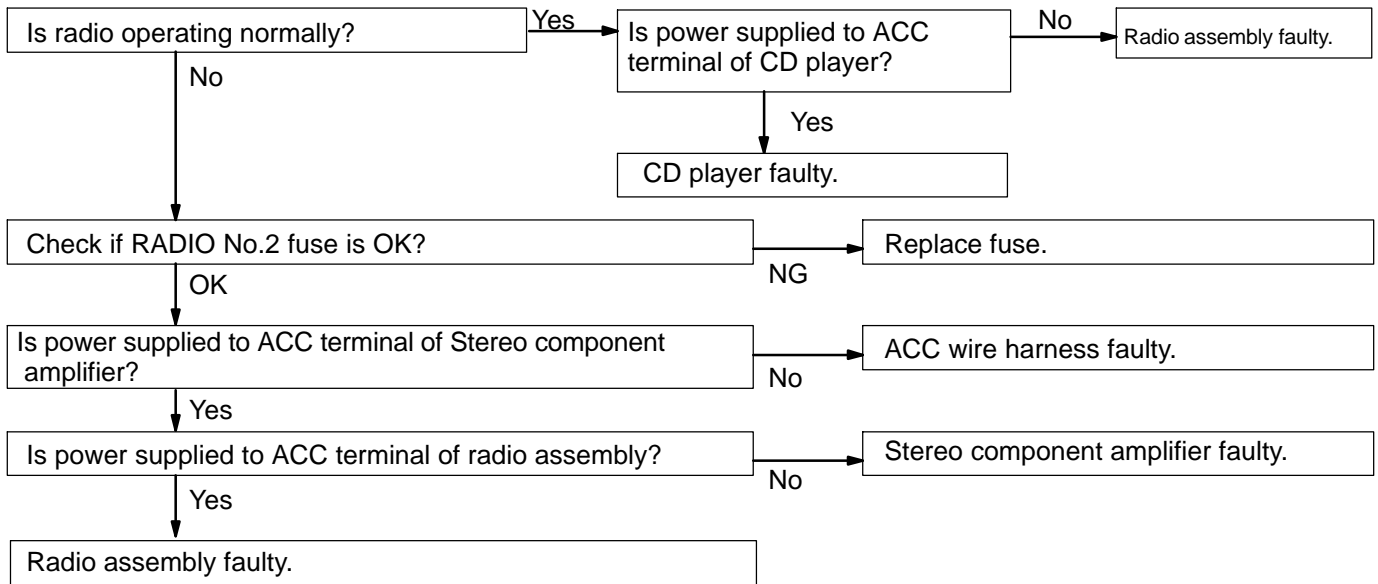 Is radio operating normally?
Yes
Is power supplied to ACC
terminal of CD player?
No
Radio assembly faulty.
No
Yes
CD player faulty.
Check if RADIO No.2 fuse is OK?
NG
Replace fuse.
OK
Is power supplied to ACC terminal of Stereo component
amplifier?
No
ACC wire harness faulty.
Yes
Is power supplied to ACC terminal of radio assembly?
No
Stereo component amplifier faulty.
Yes
Radio assembly faulty.